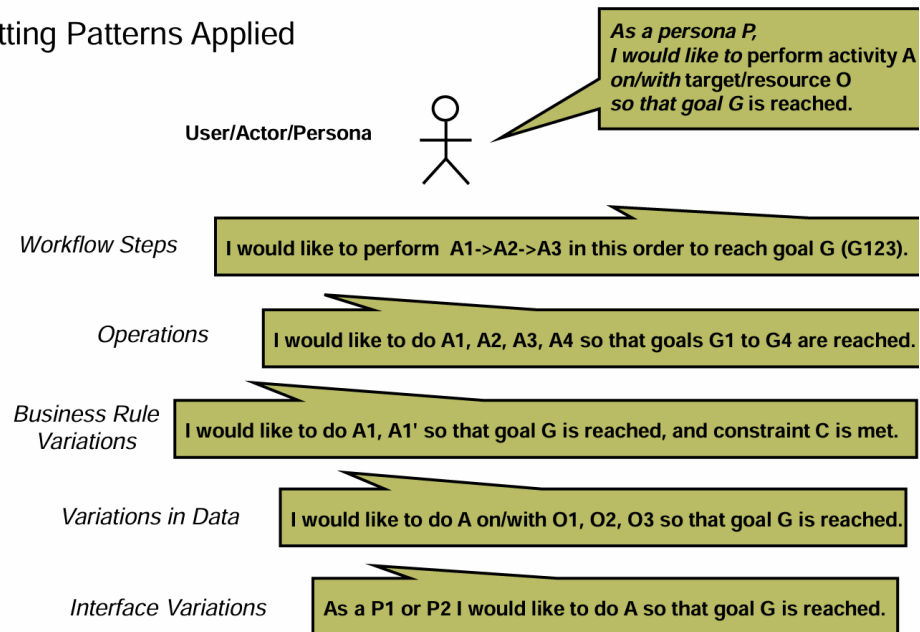 tting Patterns Applied
As a persona P,
I would like to perform activity A
on/with target/resource O
so that goal G is reached.
User/Actor/Persona
Workflow Steps
I would like to perform A1->A2->A3 in this order to reach goal G (G123).
Operations
I would like to do A1, A2, A3, A4 so that goals G1 to G4 are reached.
Business Rule
Variations
I would like to do A1, A1' so that goal G is reached, and constraint C is met.
Variations in Data
I would like to do A on/with O1, O2, O3 so that goal G is reached.
Interface Variations
As a P1 or P2 I would like to do A so that goal G is reached.